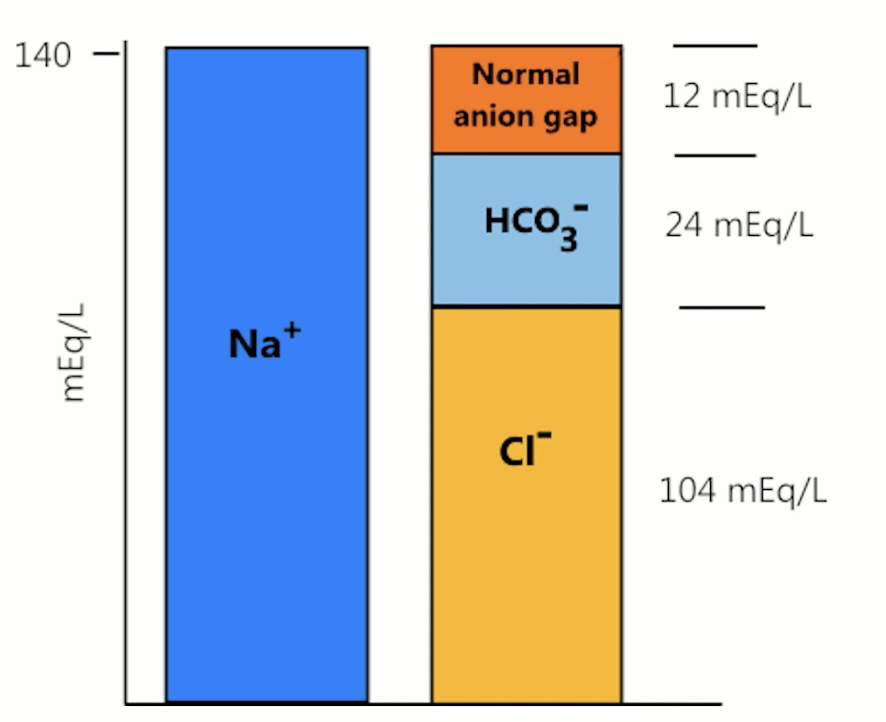 140
mEq/L
Na⁺
Normal
anion gap
HCO₃⁻
Cl⁻
12 mEq/L
24 mEq/L
104 mEq/L